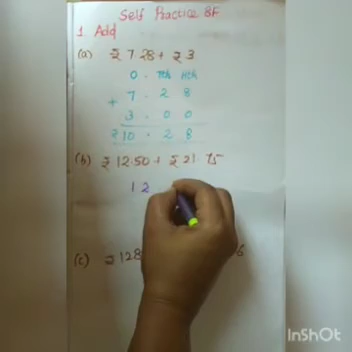 Self Practice 8F
1. Add
(a) ₹ 7.28 + ₹ 3
O . Tth Hth
7 . 2 8
+
3 . 0 0
₹10 . 2 8
(b) ₹ 12.50 + ₹ 21.75
1 2
(c) ₹ 128
6
InShOt